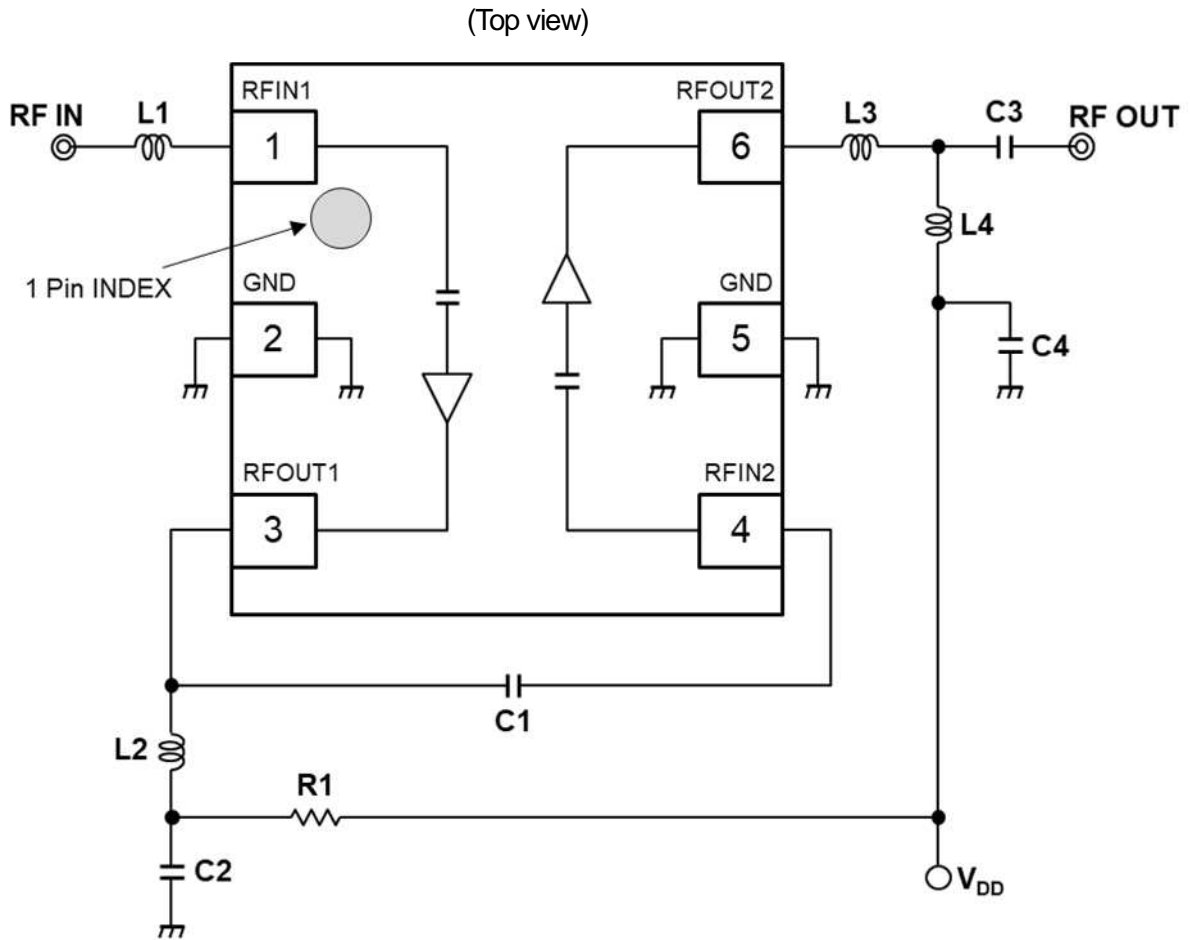 (Top view)
RF IN
L1
RFIN1
1
RFOUT2
6
L3
C3
RF OUT
L4
1 Pin INDEX
GND
2
GND
5
C4
RFOUT1
3
RFIN2
4
C1
L2
R1
C2
VDD